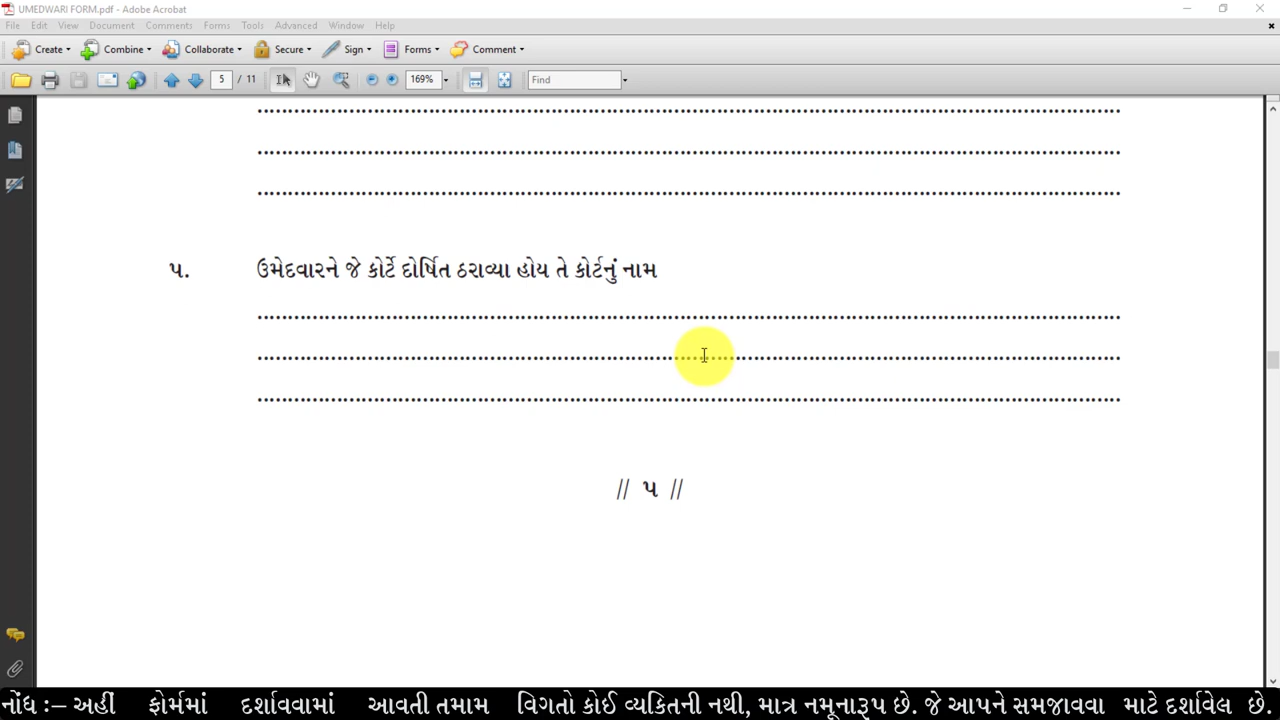 UMEDWARI FORM.pdf - Adobe Acrobat
File Edit View Document Comments Forms Tools Advanced Window Help
Create Combine Collaborate Secure Sign Forms Comment
5 / 11 169% Find
................................................................
................................................................
................................................................
૫. ઉમેદવારને જે કોર્ટે દોર્ષિત ઠરાવ્યા હોય તે કોર્ટનું નામ
................................................................
................................................................
................................................................
// ૫ //
નોંધ :– અહીં ફોર્મમાં દર્શાવવામાં આવતી તમામ વિગતો કોઈ વ્યકિતની નથી, માત્ર નમૂનારૂપ છે. જે આપને સમજાવવા માટે દર્શાવેલ છે.